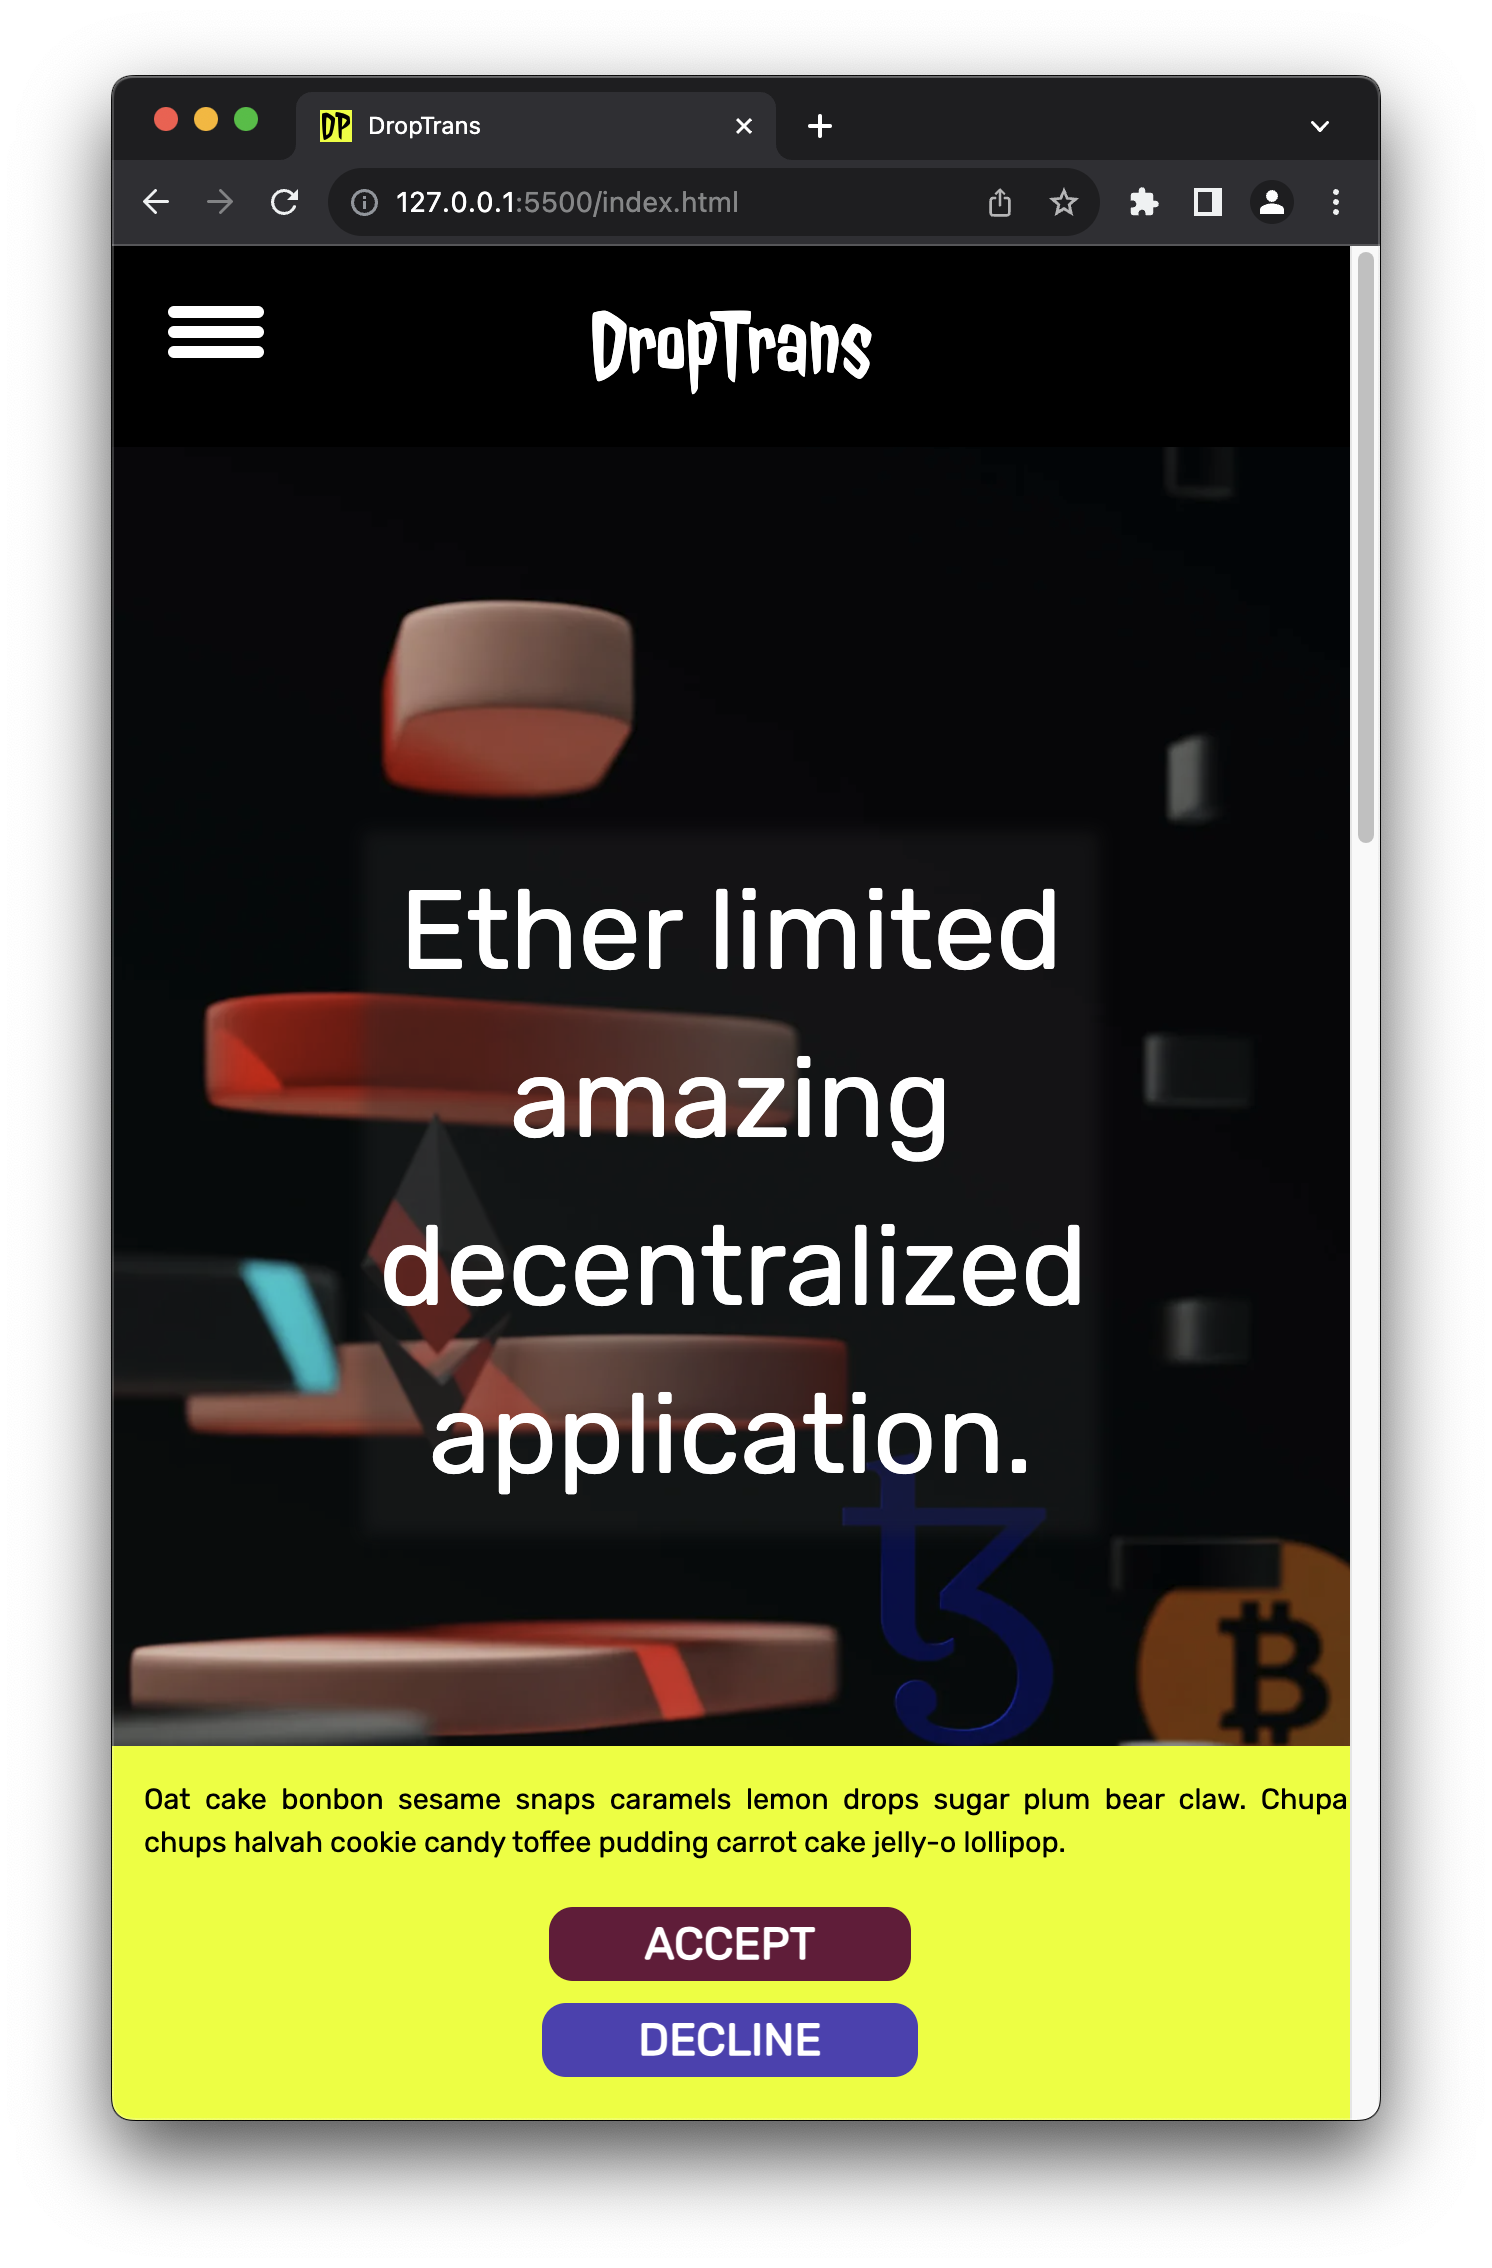 DP DropTrans
127.0.0.1:5500/index.html
DropTrans
Ether limited
amazing
decentralized
application.
Oat cake bonbon sesame snaps caramels lemon drops sugar plum bear claw. Chupa
chups halvah cookie candy toffee pudding carrot cake jelly-o lollipop.
ACCEPT
DECLINE